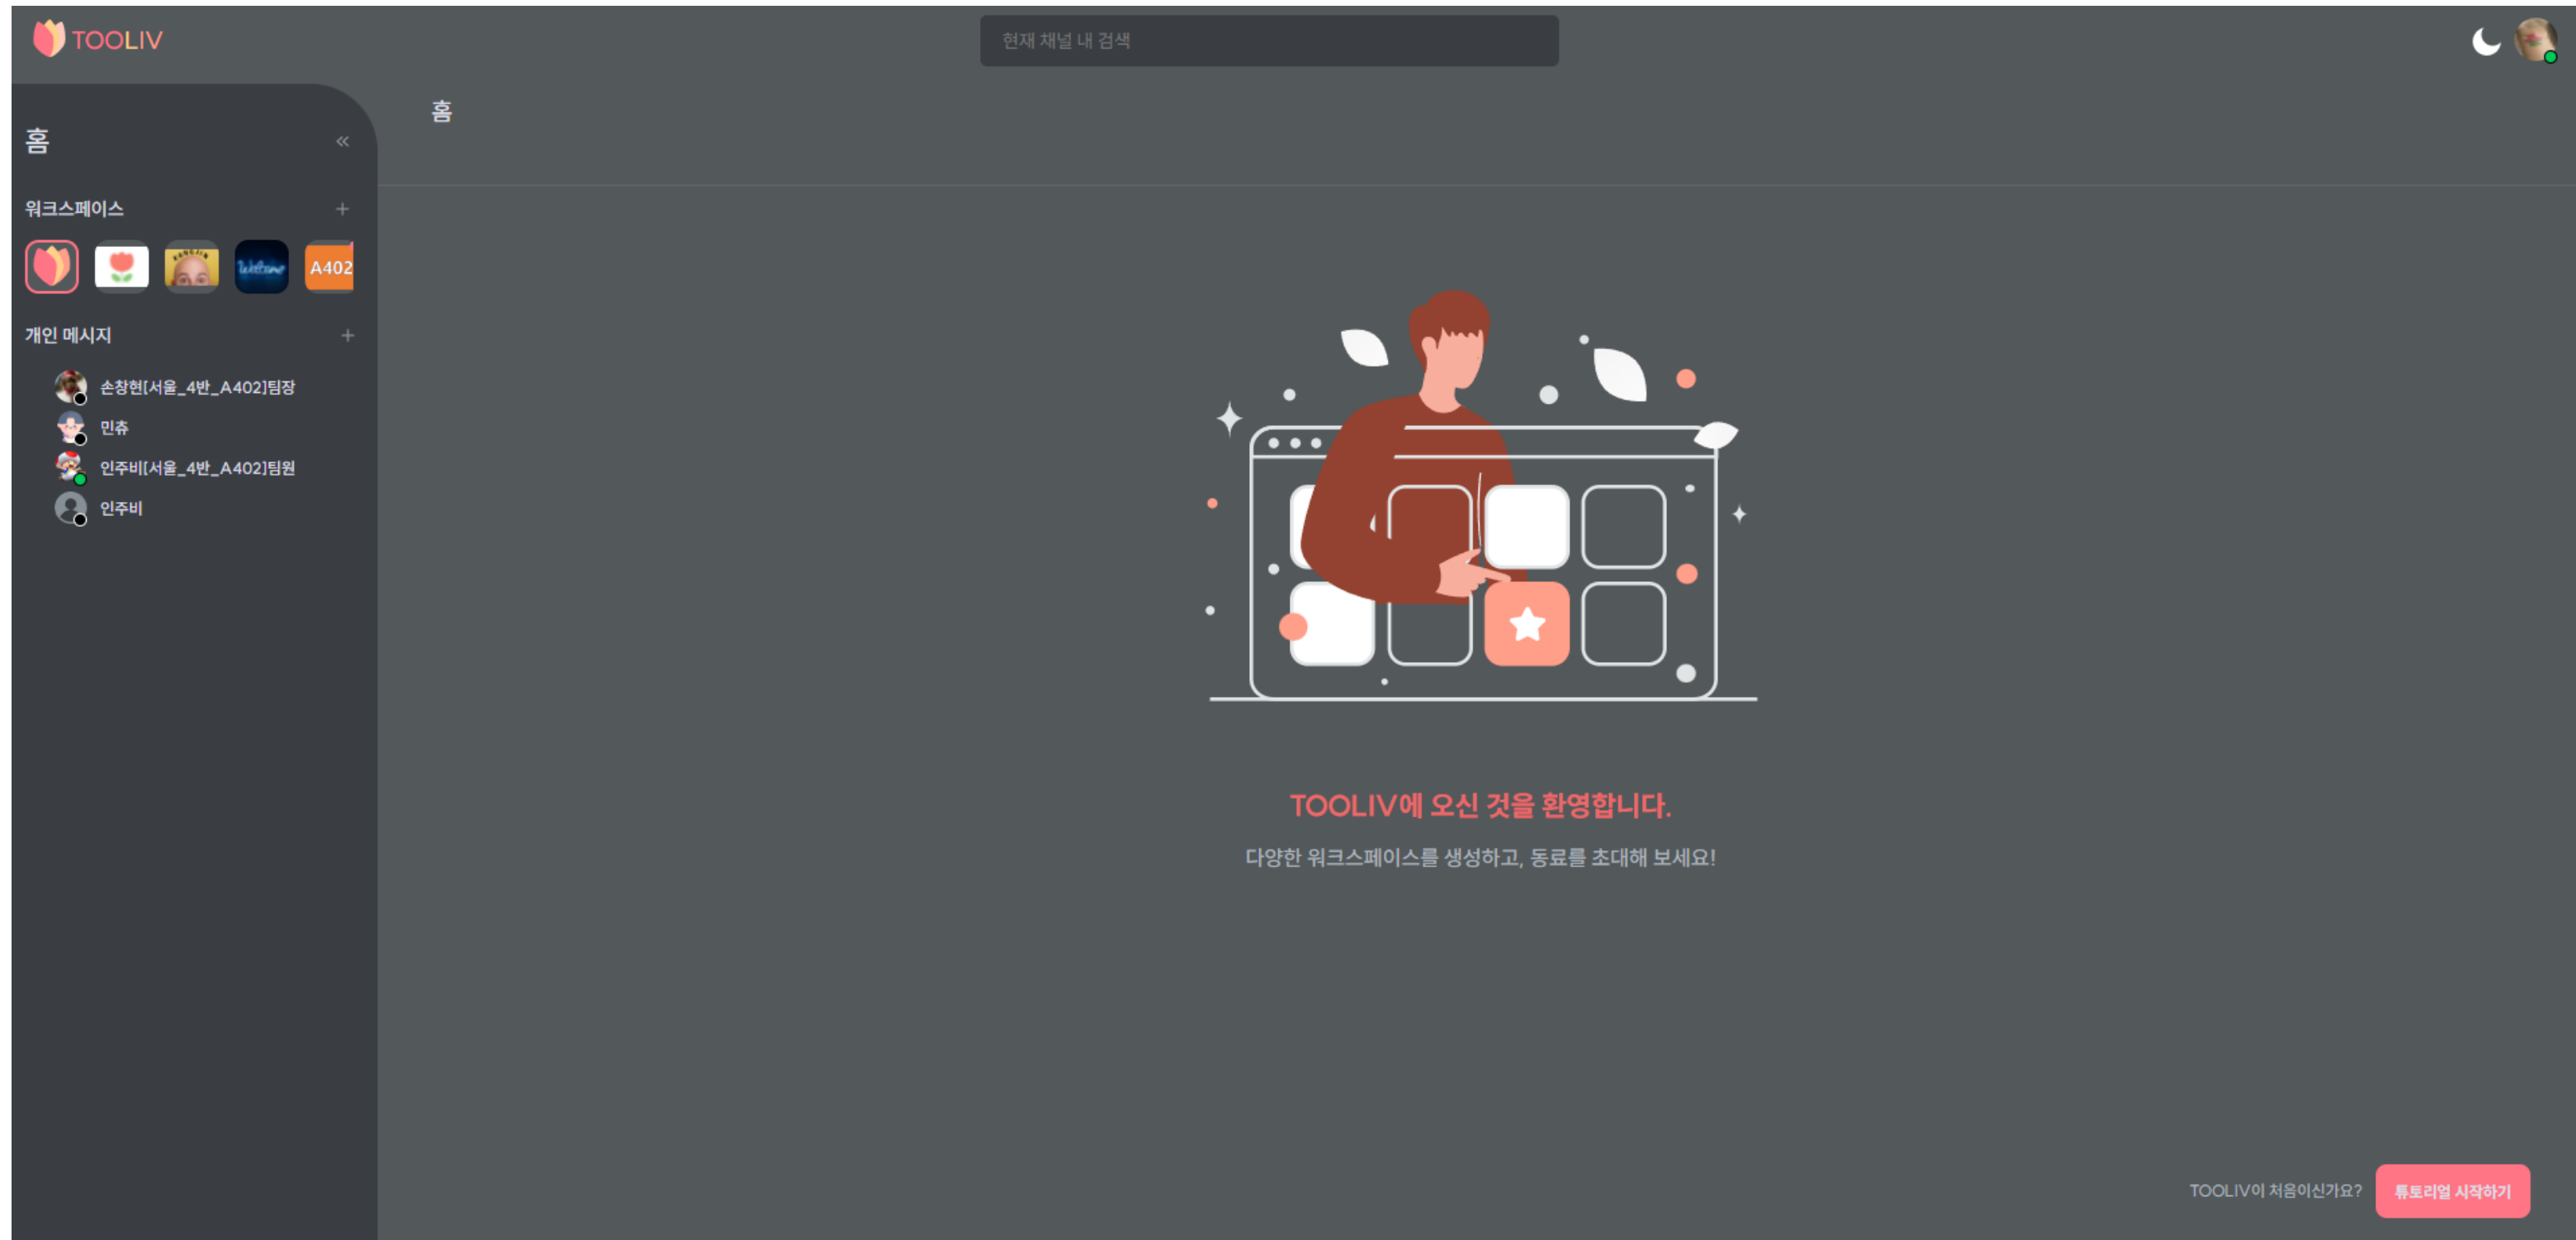 TOOLIV
현재 채널 내 검색
홈
«
홈
워크스페이스 +
KANGJIN
Welcome
A402
개인 메시지 +
손창현[서울_4반_A402]팀장
민츄
인주비[서울_4반_A402]팀원
인주비
TOOLIV에 오신 것을 환영합니다.
다양한 워크스페이스를 생성하고, 동료를 초대해 보세요!
TOOLIV이 처음이신가요?
튜토리얼 시작하기